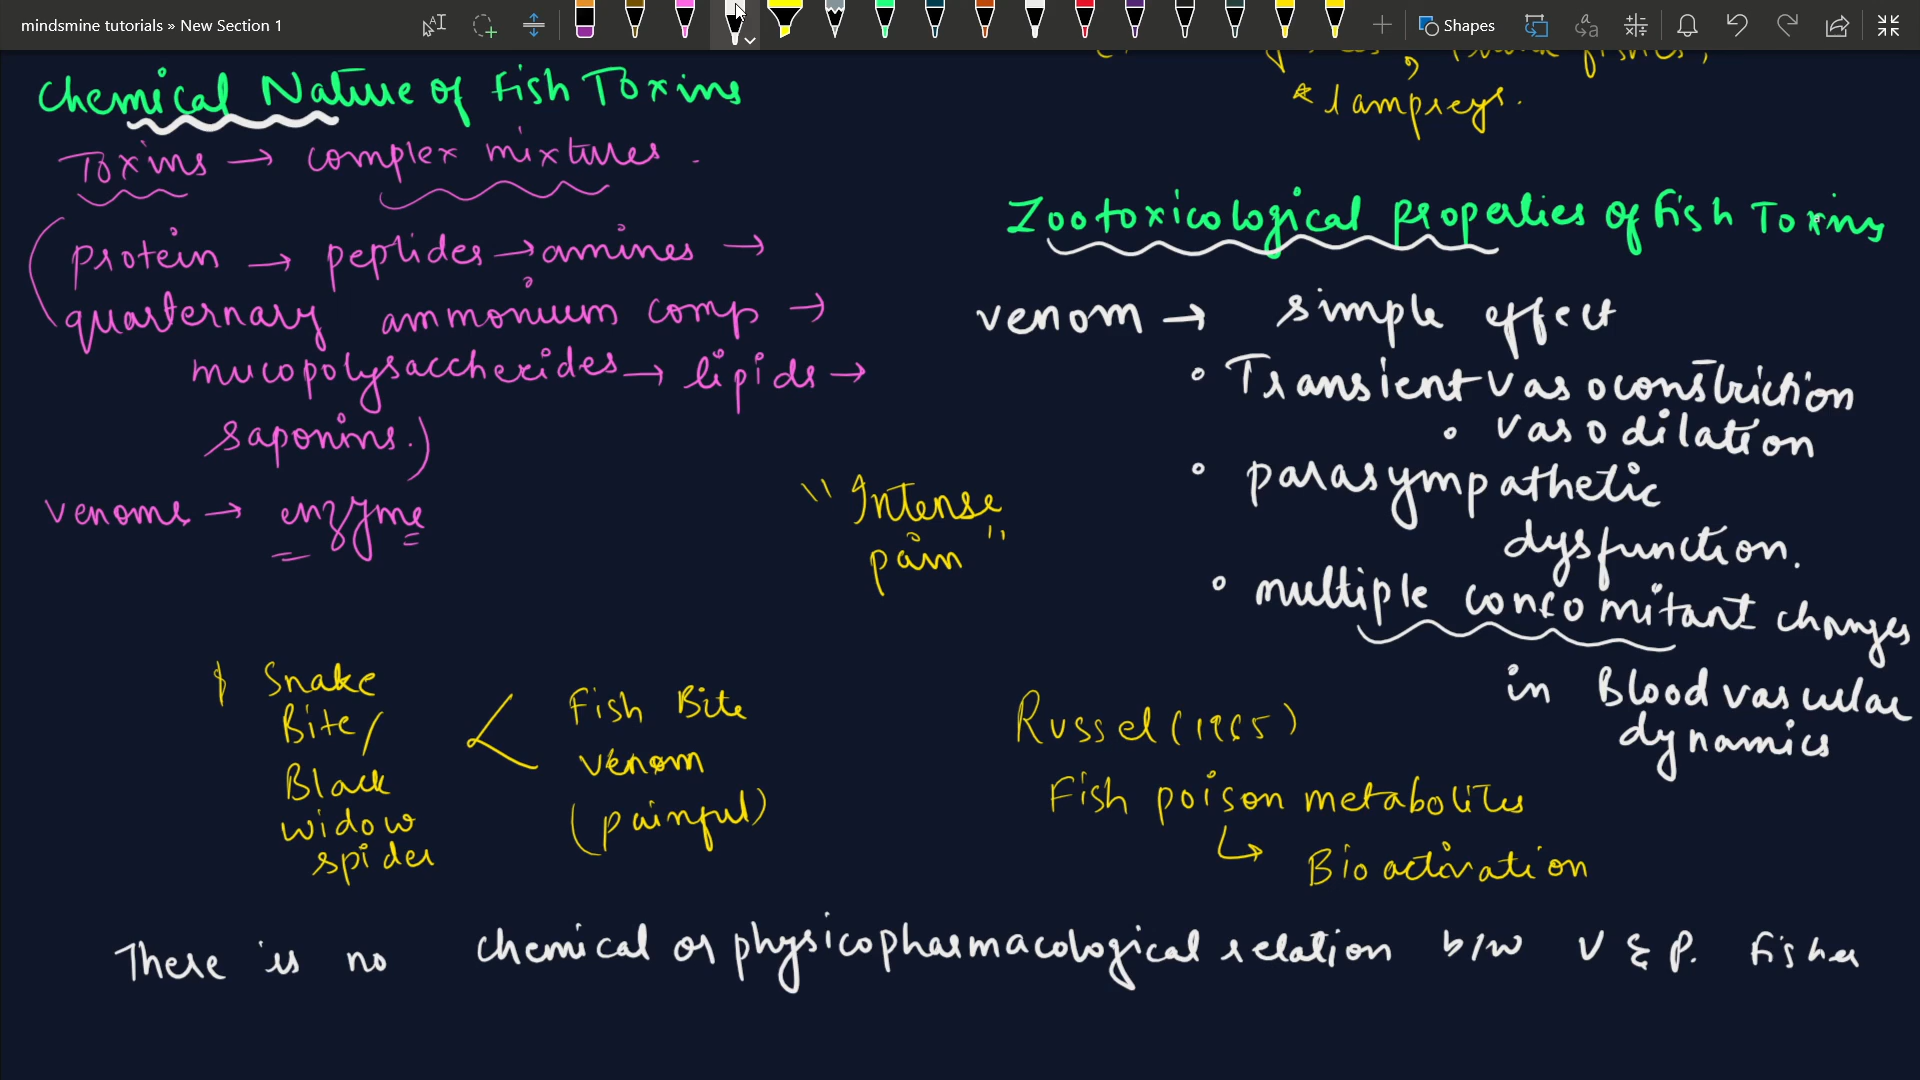 mindsmine tutorials » New Section 1
Shapes
* lampreys.
Chemical Nature of Fish Toxins
Toxins → complex mixtures.
(protein → peptides → amines →
quarternary ammonium comp →
mucopolysaccherides → lipids →
saponins.)
venoms → enzyme
"Intense
pain"
Snake
Bite/
Black
widow
spider
< Fish Bite
venom
(painful)
Zootoxicological properties of Fish Toxins
venom → simple effect
• Transient vasoconstriction
• vasodilation
• parasympathetic
dysfunction.
• multiple concomitant changes
in Blood vascular
dynamics
Russel (1965)
Fish poison metabolites
↳ Bioactivation
There is no chemical or physicopharmacological relation b/w V & P. fishes